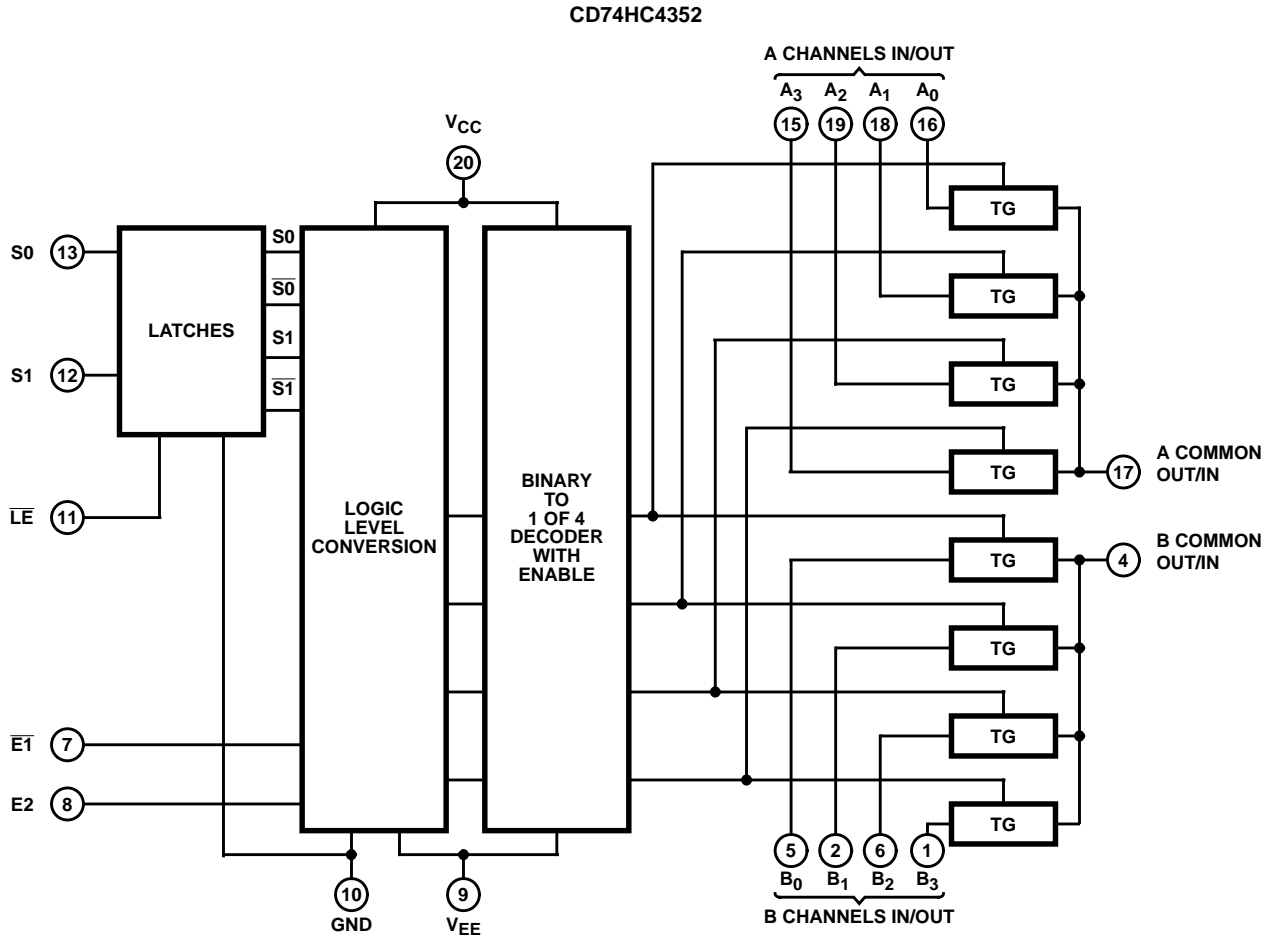 CD74HC4352
A CHANNELS IN/OUT
A3 A2 A1 A0
15 19 18 16
VCC
20
TG
S0 13
S0
S0
LATCHES
S1
S1 12
S1
TG
TG
TG
17 A COMMON
OUT/IN
LE 11
LOGIC
LEVEL
CONVERSION
BINARY
TO
1 OF 4
DECODER
WITH
ENABLE
TG
4 B COMMON
OUT/IN
TG
TG
TG
E1 7
E2 8
10
GND
9
VEE
5 2 6 1
B0 B1 B2 B3
B CHANNELS IN/OUT